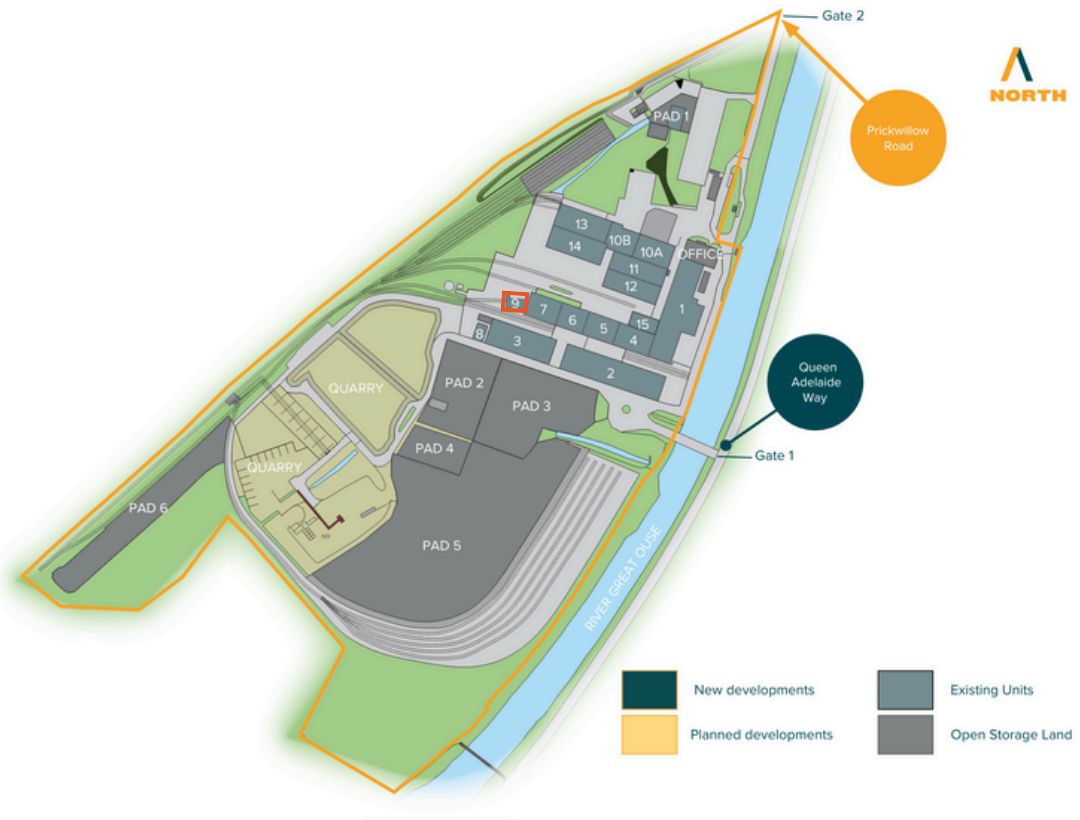 Gate 2
NORTH
Prickwillow
Road
PAD 1
13
10B
14
10A
OFFICE
11
12
9
7
1
6
15
5
8
3
4
2
Queen
Adelaide
Way
PAD 2
QUARRY
PAD 3
PAD 4
Gate 1
QUARRY
PAD 6
PAD 5
RIVER GREAT OUSE
New developments
Existing Units
Planned developments
Open Storage Land